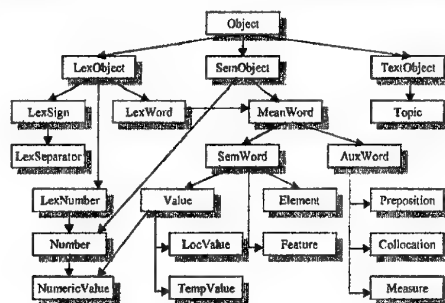 Object
LexObject SemObject TextObject
LexSign LexWord MeanWord Topic
LexSeparator SemWord AuxWord
LexNumber Value Element Preposition
Number LocValue Feature Collocation
NumericValue TempValue Measure